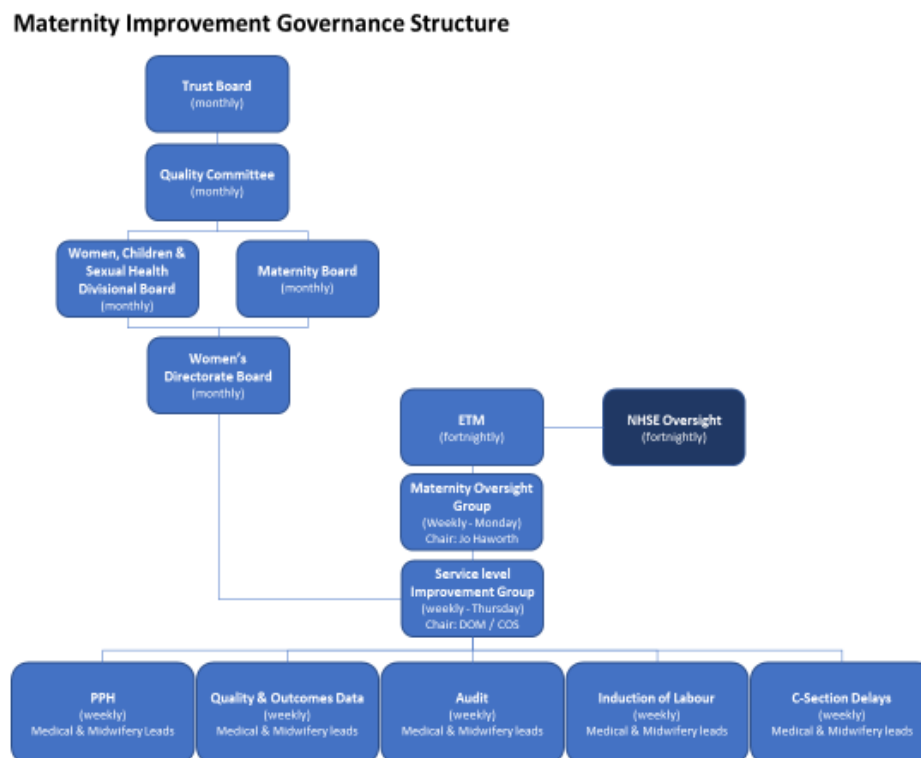 Maternity Improvement Governance Structure
Trust Board
(monthly)
Quality Committee
(monthly)
Women, Children &
Sexual Health
Divisional Board
(monthly)
Maternity Board
(monthly)
Women's
Directorate Board
(monthly)
ETM
(fortnightly)
NHSE Oversight
(fortnightly)
Maternity Oversight
Group
(Weekly - Monday)
Chair: Jo Haworth
Service level
Improvement Group
(weekly - Thursday)
Chair: DOM / COS
PPH
(weekly)
Medical & Midwifery Leads
Quality & Outcomes Data
(weekly)
Medical & Midwifery leads
Audit
(weekly)
Medical & Midwifery leads
Induction of Labour
(weekly)
Medical & Midwifery leads
C-Section Delays
(weekly)
Medical & Midwifery leads